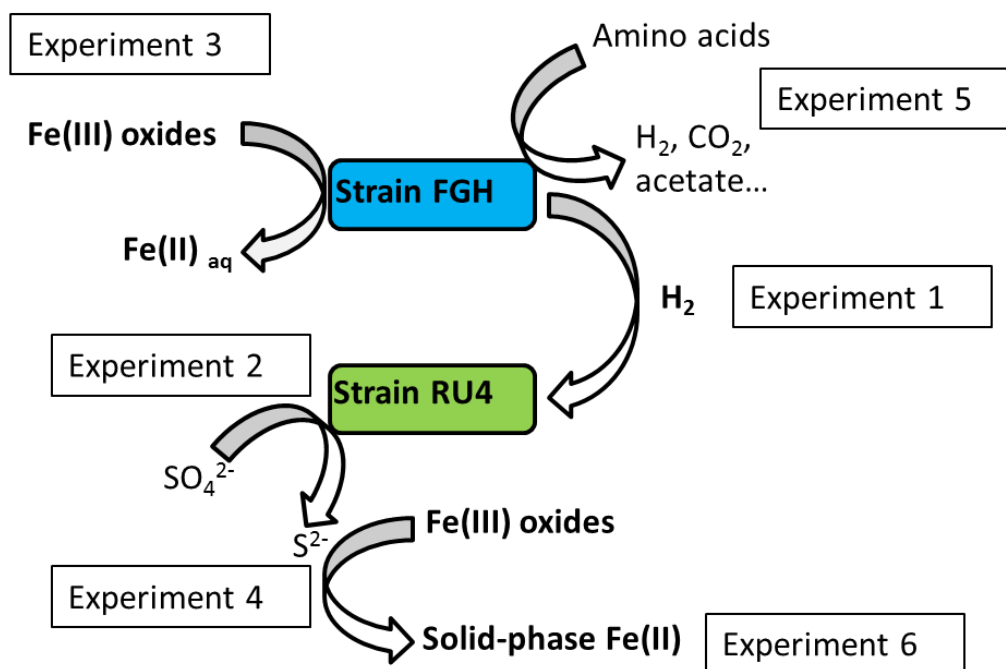 Experiment 3
Amino acids
Experiment 5
Fe(III) oxides
H₂, CO₂,
acetate...
Strain FGH
Fe(II) aq
H₂
Experiment 1
Experiment 2
Strain RU4
SO₄²⁻
S²⁻
Fe(III) oxides
Experiment 4
Solid-phase Fe(II)
Experiment 6